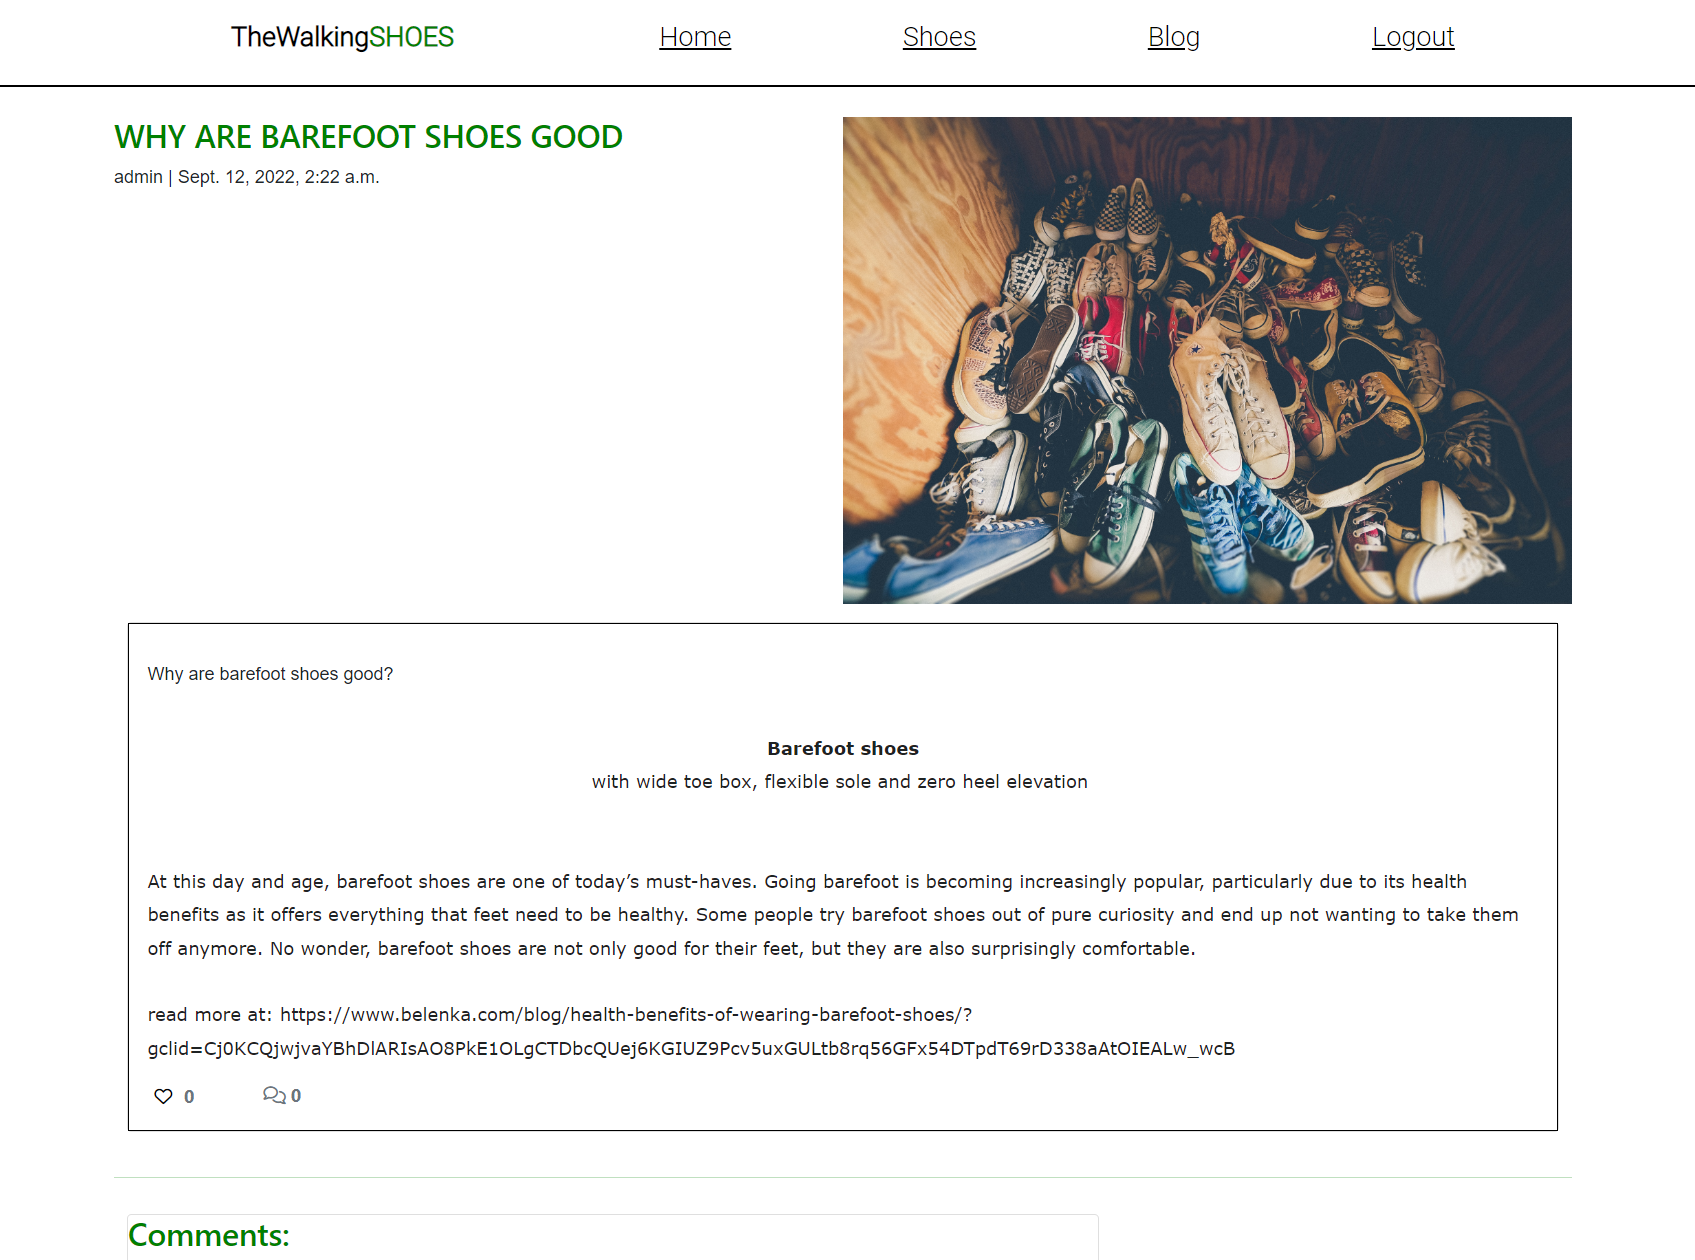 TheWalkingSHOES Home Shoes Blog Logout
WHY ARE BAREFOOT SHOES GOOD
admin | Sept. 12, 2022, 2:22 a.m.
Why are barefoot shoes good?
Barefoot shoes
with wide toe box, flexible sole and zero heel elevation
At this day and age, barefoot shoes are one of today’s must-haves. Going barefoot is becoming increasingly popular, particularly due to its health
benefits as it offers everything that feet need to be healthy. Some people try barefoot shoes out of pure curiosity and end up not wanting to take them
off anymore. No wonder, barefoot shoes are not only good for their feet, but they are also surprisingly comfortable.
read more at: https://www.belenka.com/blog/health-benefits-of-wearing-barefoot-shoes/?
gclid=Cj0KCQjwjvaYBhDlARIsAO8PkE1OLgCTDbcQUej6KGIUZ9Pcv5uxGULtb8rq56GFx54DTpdT69rD338aAtOIEALw_wcB
0 0
Comments: